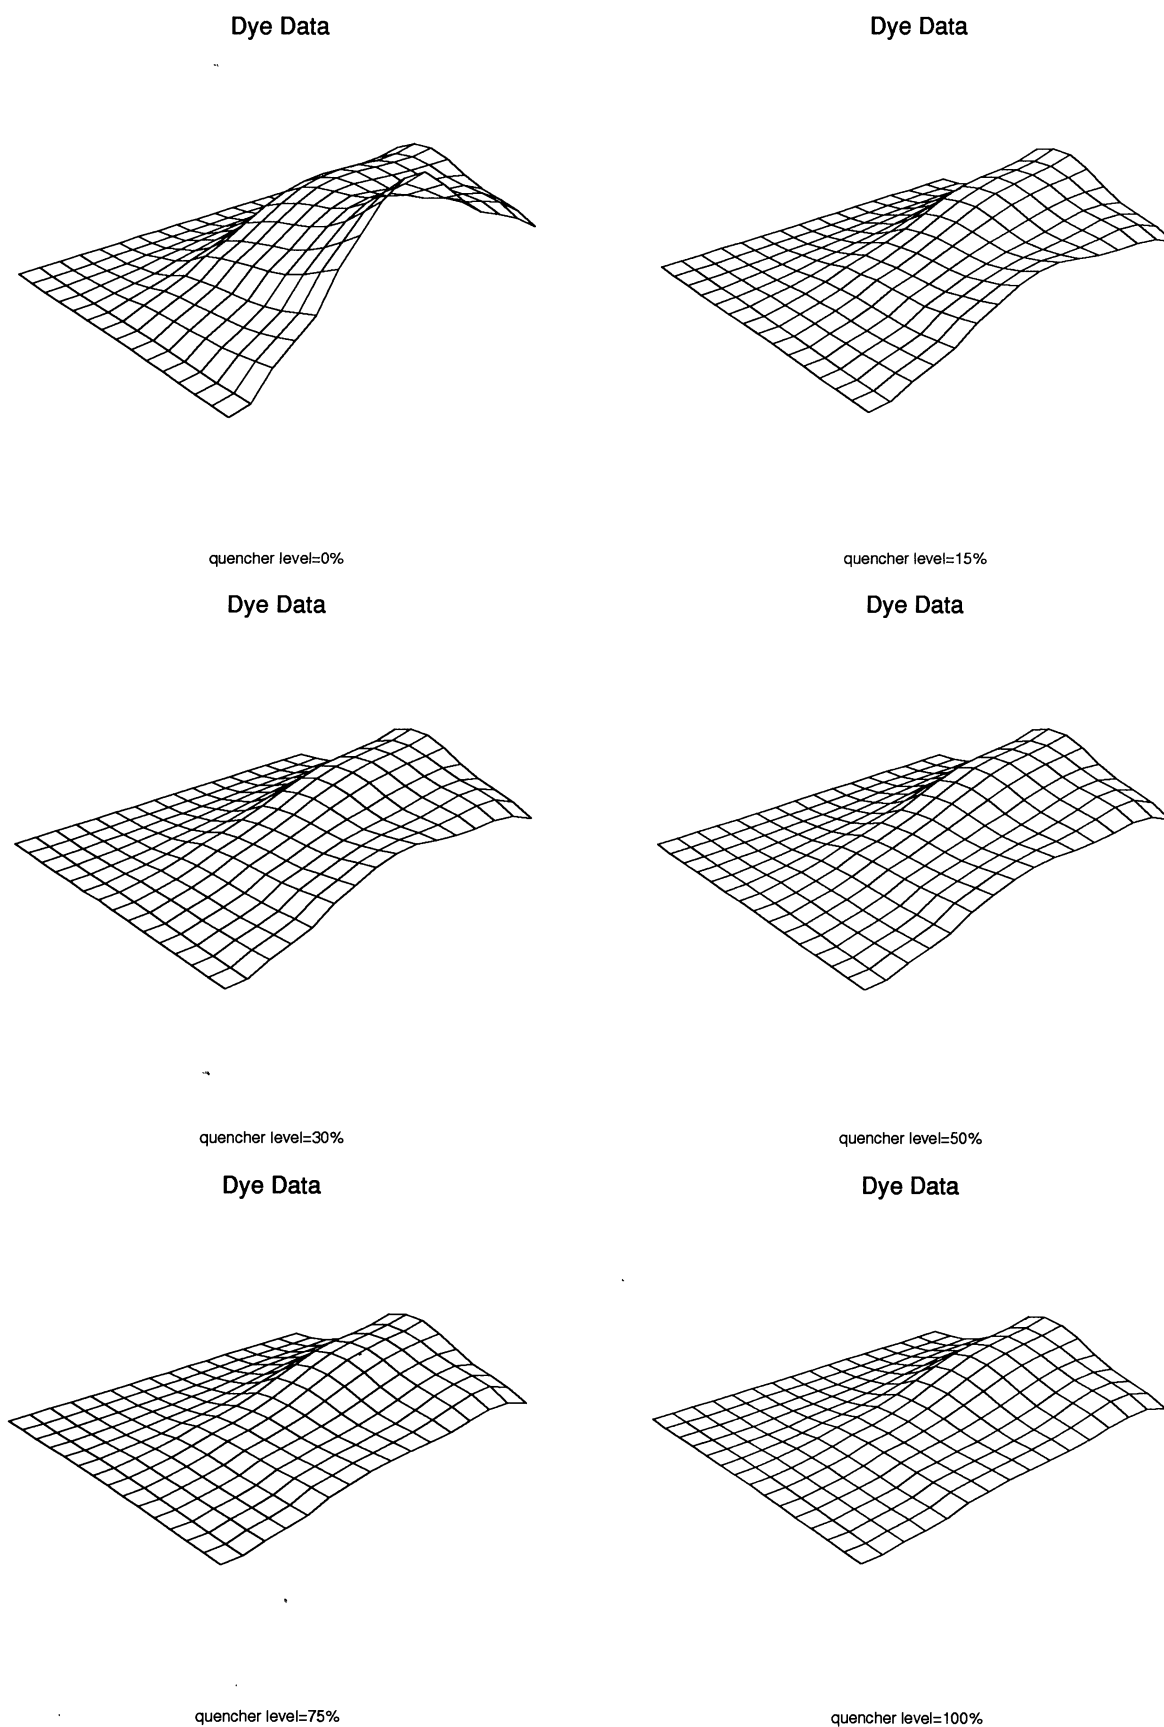 Dye Data
Dye Data
quencher level=0%
quencher level=15%
Dye Data
Dye Data
quencher level=30%
quencher level=50%
Dye Data
Dye Data
quencher level=75%
quencher level=100%